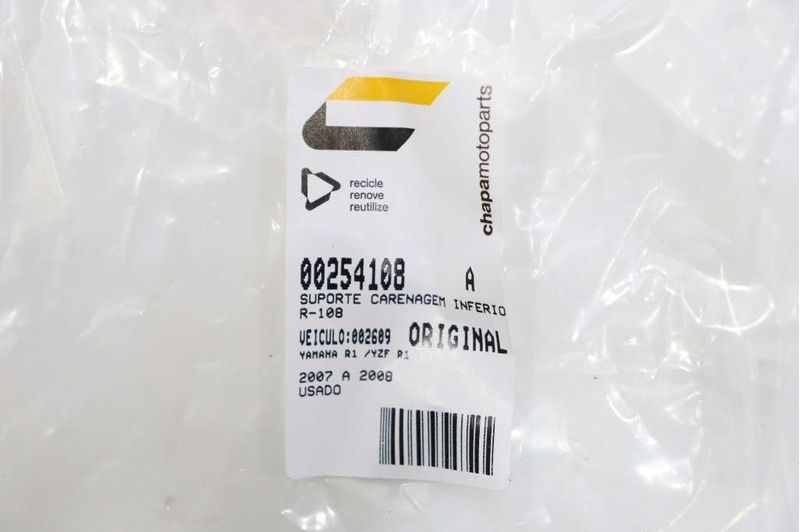 chapamotoparts
recicle
renove
reutilize
00254108 A
SUPORTE CARENAGEM INFERIO
R-108
VEICULO:002609 ORIGINAL
YAMAHA R1 /YZF R1
2007 A 2008
USADO